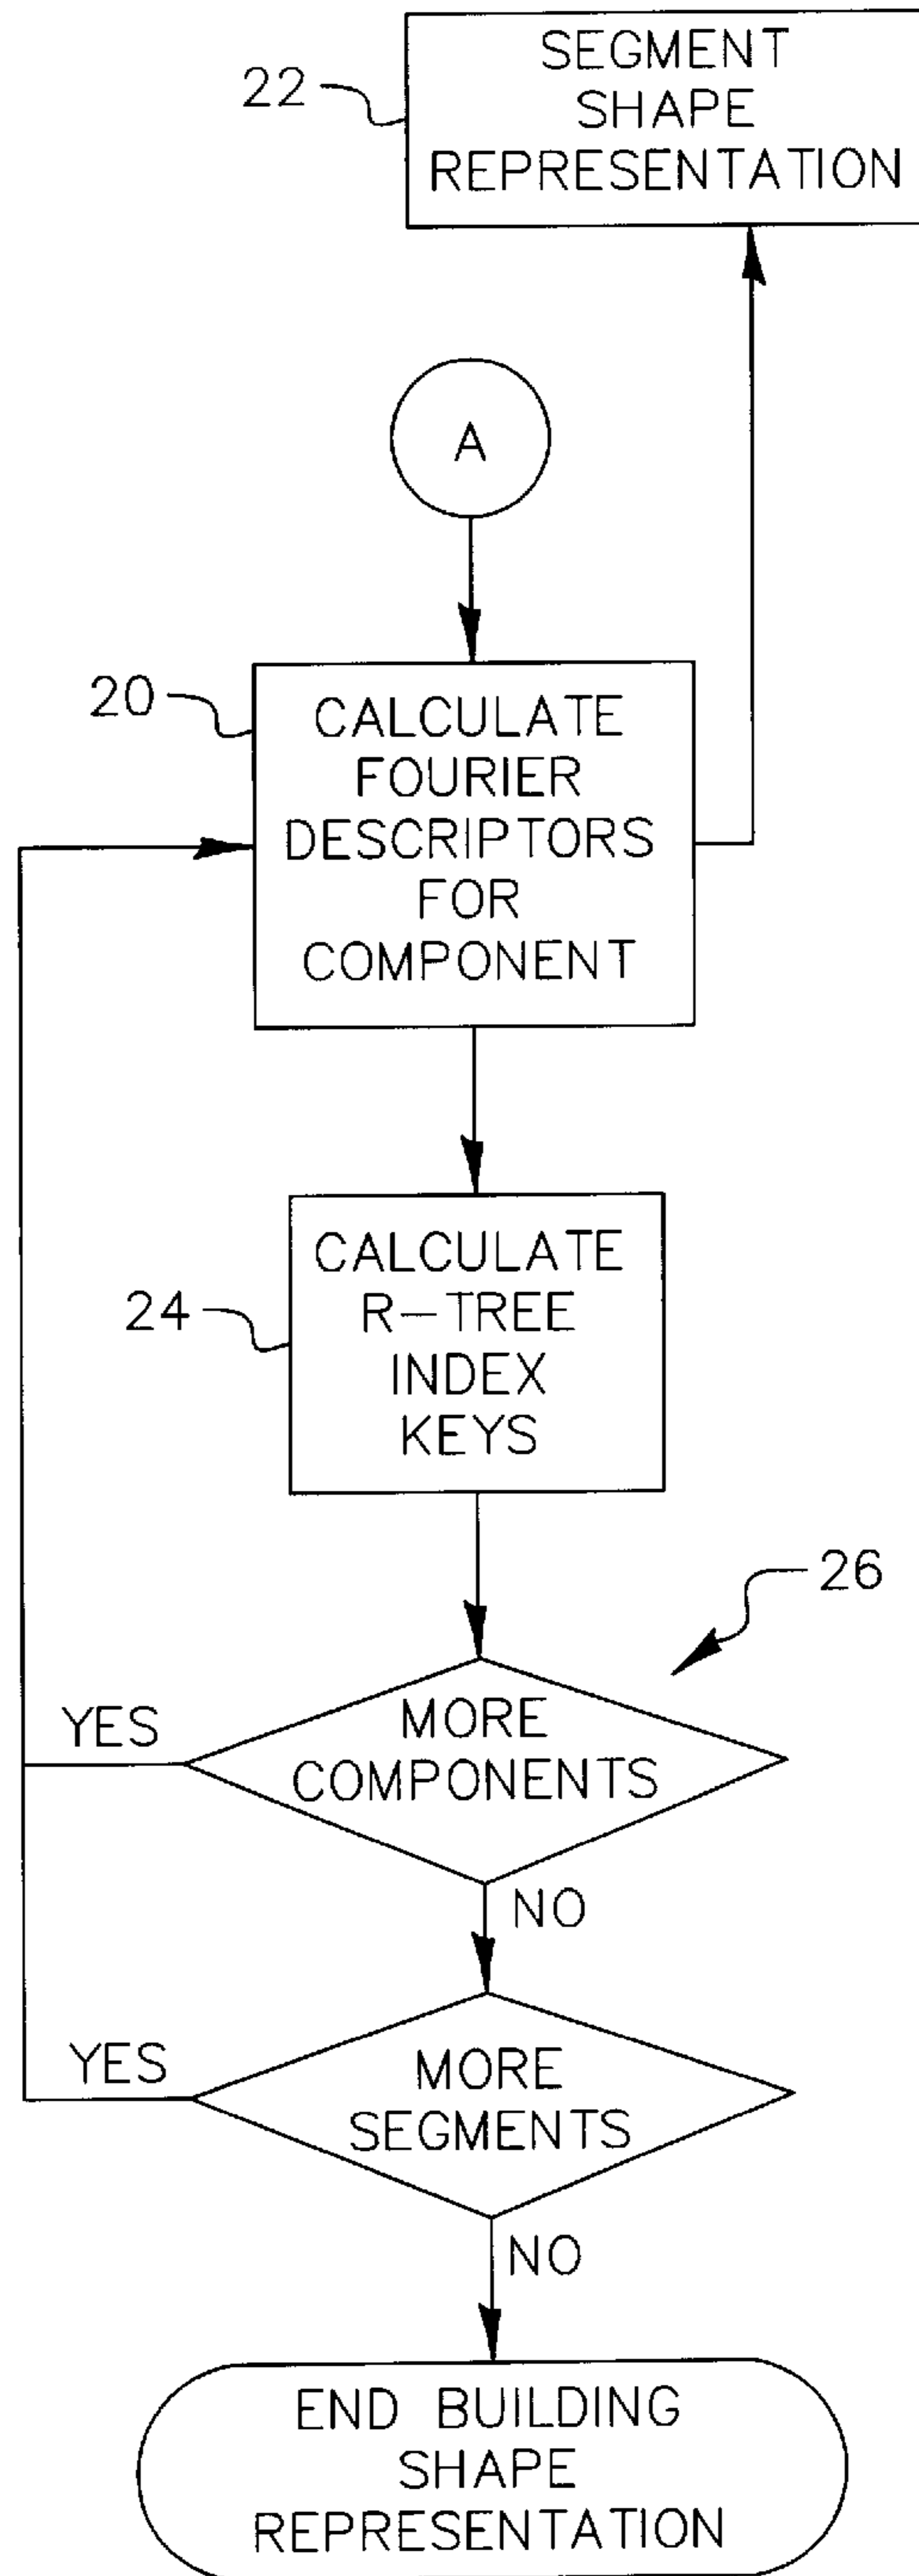 22
SEGMENT
SHAPE
REPRESENTATION
A
20
CALCULATE
FOURIER
DESCRIPTORS
FOR
COMPONENT
24
CALCULATE
R-TREE
INDEX
KEYS
26
YES
MORE
COMPONENTS
NO
YES
MORE
SEGMENTS
NO
END BUILDING
SHAPE
REPRESENTATION